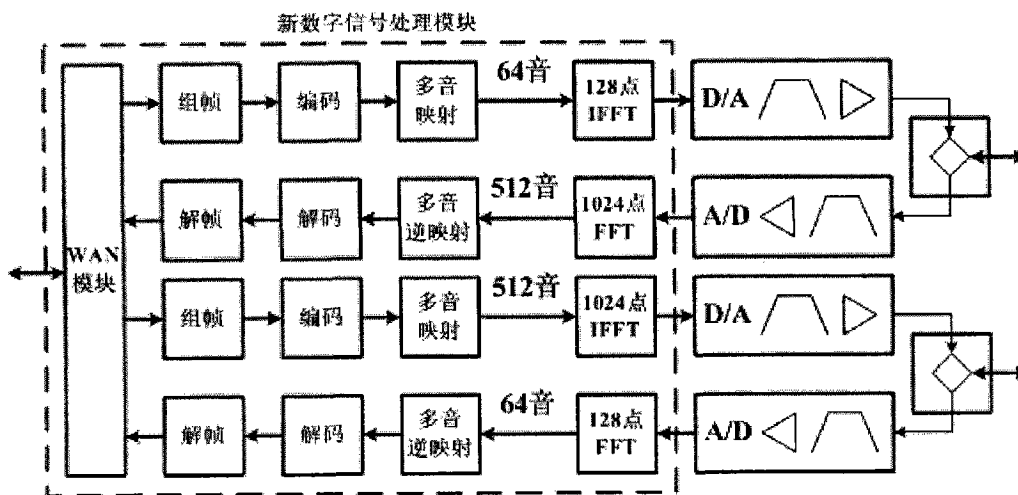 新数字信号处理模块
WAN
模块
组帧
编码
多音
映射
64音
128点
IFFT
D/A
解帧
解码
多音
逆映射
512音
1024点
FFT
A/D
组帧
编码
多音
映射
512音
1024点
IFFT
D/A
解帧
解码
多音
逆映射
64音
128点
FFT
A/D